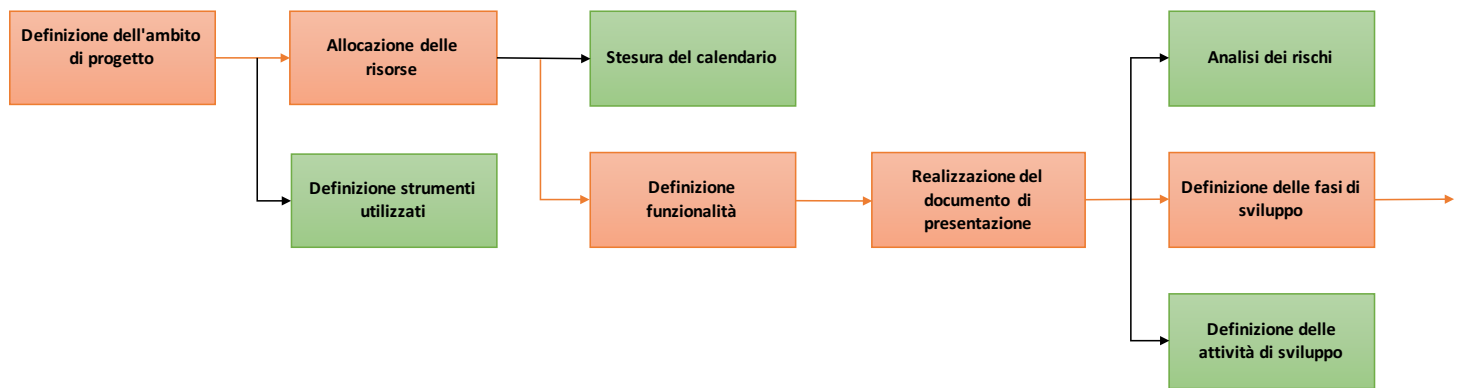 Definizione dell'ambito
di progetto
Allocazione delle
risorse
Stesura del calendario
Analisi dei rischi
Definizione strumenti
utilizzati
Definizione
funzionalità
Realizzazione del
documento di
presentazione
Definizione delle fasi di
sviluppo
Definizione delle
attività di sviluppo